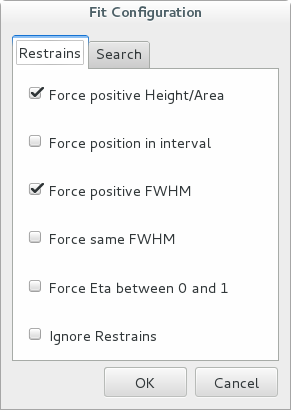 Fit Configuration
Restrains Search
Force positive Height/Area
Force position in interval
Force positive FWHM
Force same FWHM
Force Eta between 0 and 1
Ignore Restrains
OK Cancel